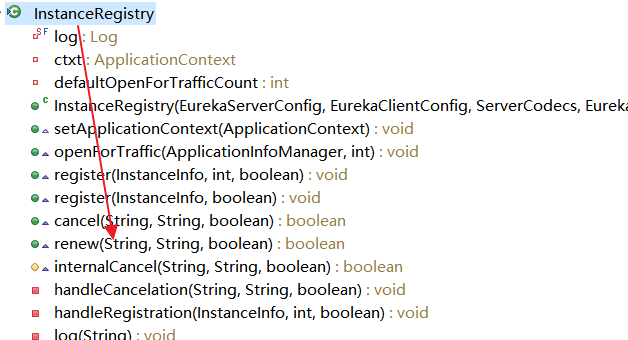 InstanceRegistry
S F log : Log
ctxt : ApplicationContext
defaultOpenForTrafficCount : int
C InstanceRegistry(EurekaServerConfig, EurekaClientConfig, ServerCodecs, Eureka
setApplicationContext(ApplicationContext) : void
openForTraffic(ApplicationInfoManager, int) : void
register(InstanceInfo, int, boolean) : void
register(InstanceInfo, boolean) : void
cancel(String, String, boolean) : boolean
renew(String, String, boolean) : boolean
internalCancel(String, String, boolean) : boolean
handleCancelation(String, String, boolean) : void
handleRegistration(InstanceInfo, int, boolean) : void
log(String) : void